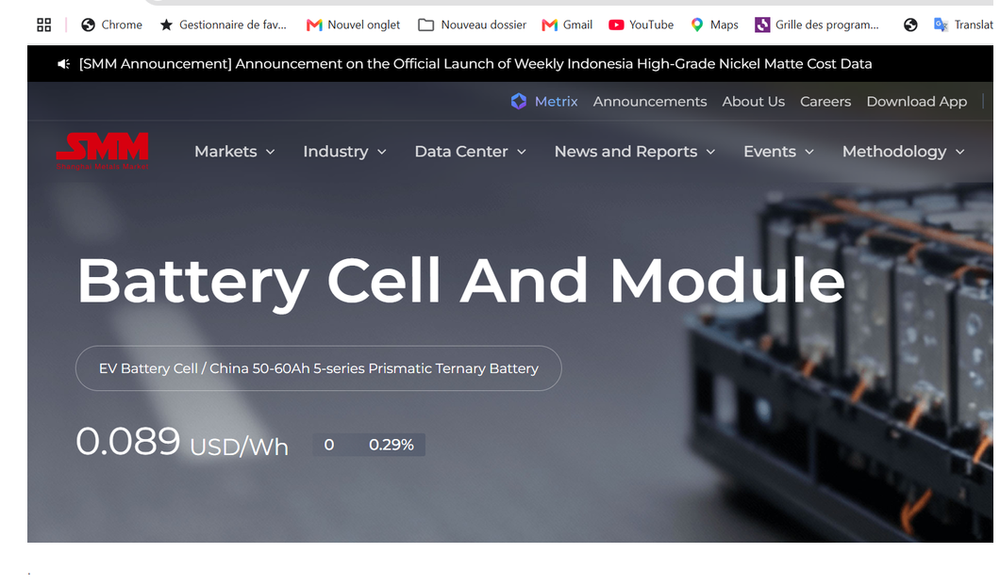 Chrome Gestionnaire de fav... Nouvel onglet Nouveau dossier Gmail YouTube Maps Grille des program... Translat
[SMM Announcement] Announcement on the Official Launch of Weekly Indonesia High-Grade Nickel Matte Cost Data
Metrix Announcements About Us Careers Download App
SMM
Shanghai Metals Market
Markets Industry Data Center News and Reports Events Methodology
Battery Cell And Module
EV Battery Cell / China 50-60Ah 5-series Prismatic Ternary Battery
0.089 USD/Wh 0 0.29%
.